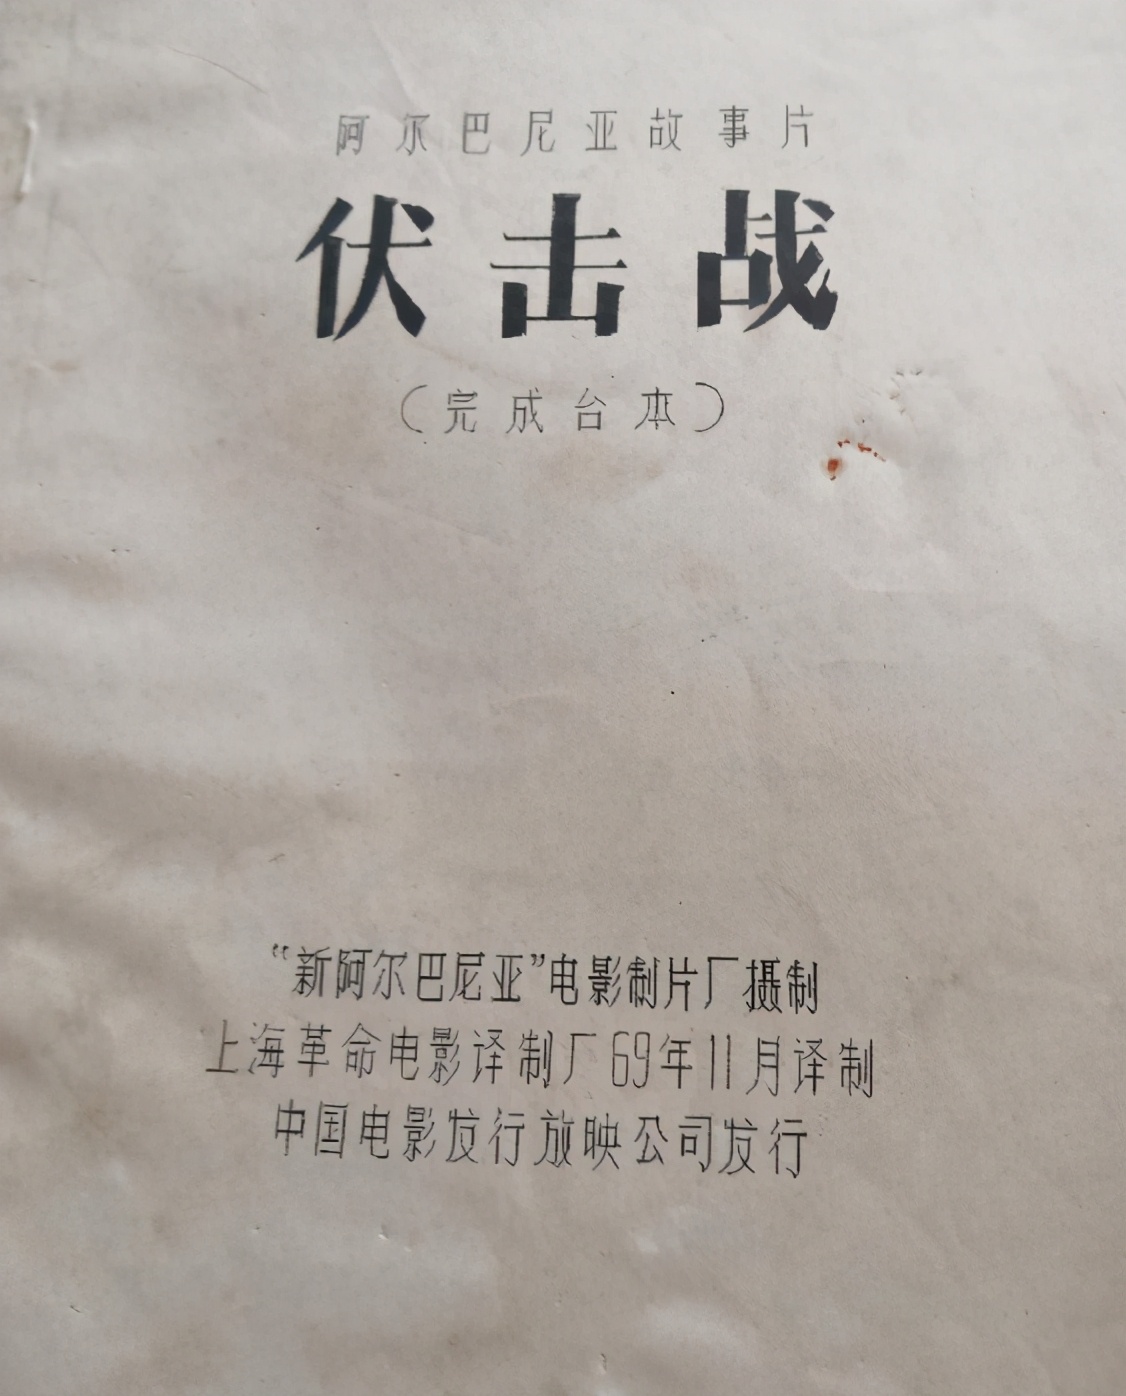 阿尔巴尼亚故事片
伏击战
（完成台本）
“新阿尔巴尼亚”电影制片厂摄制
上海革命电影译制厂69年11月译制
中国电影发行放映公司发行